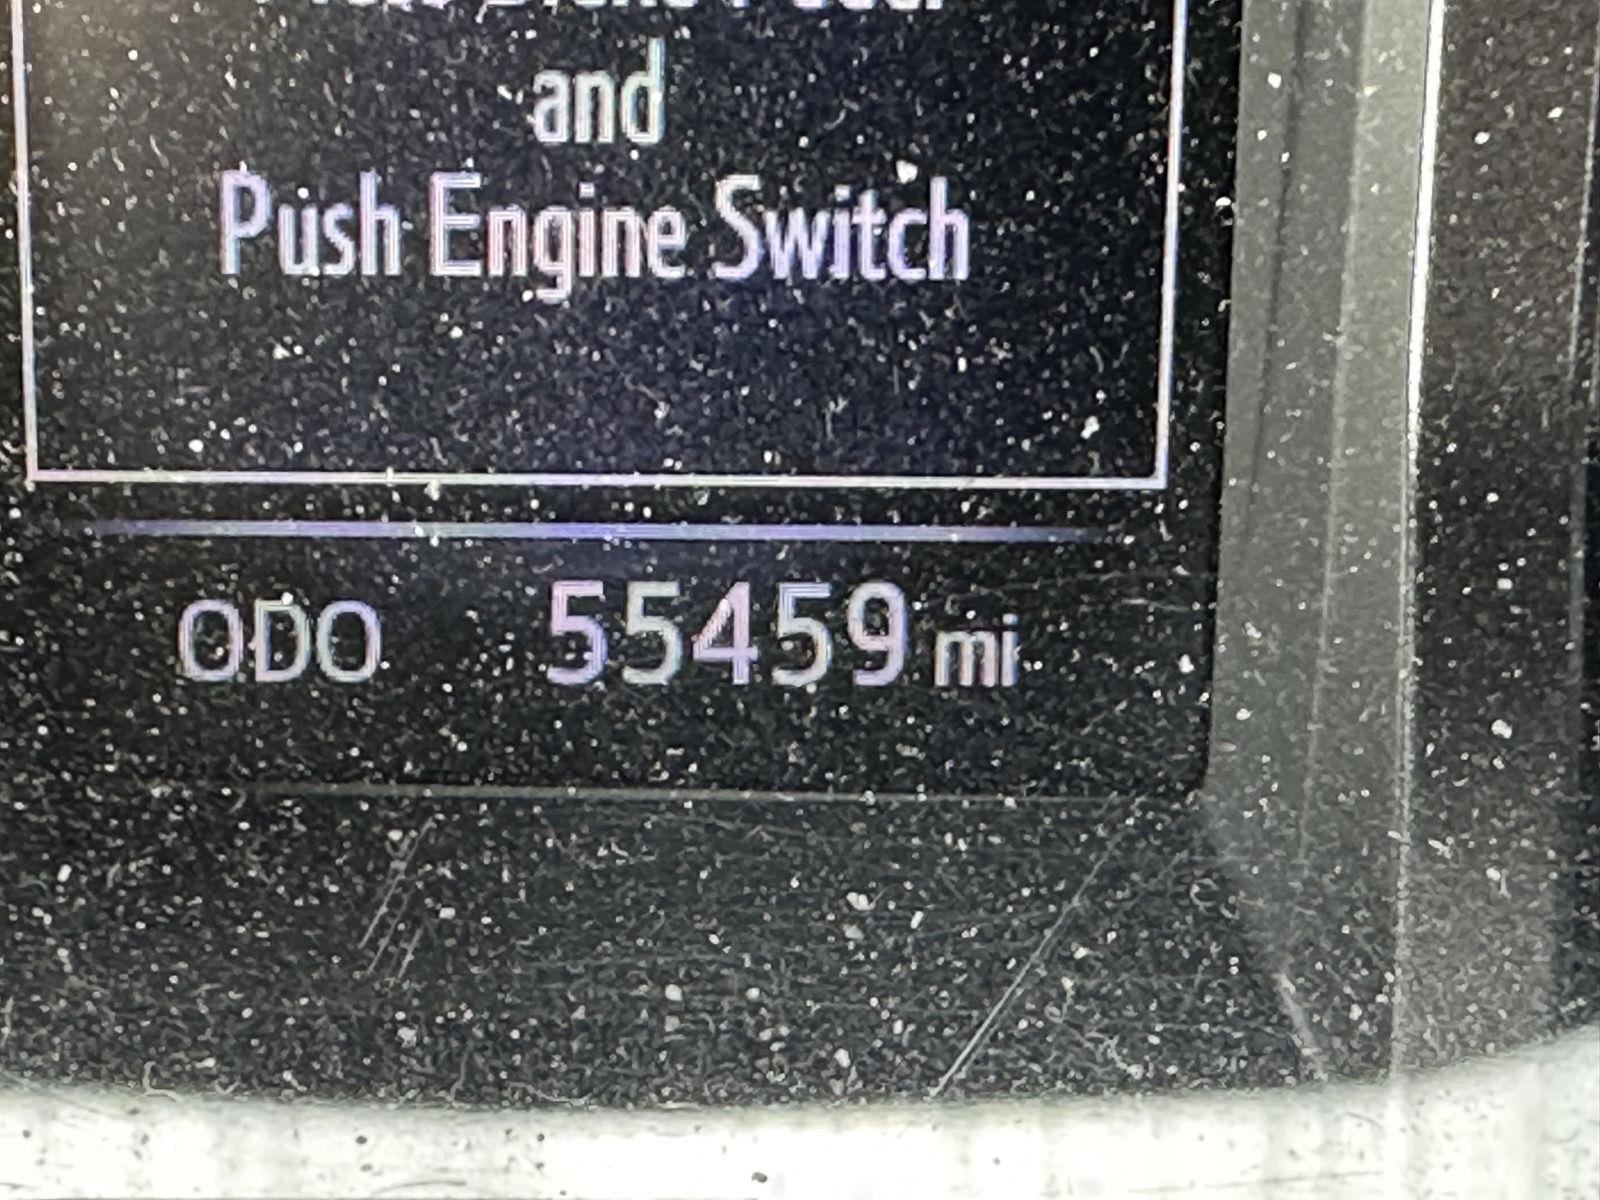 and
Push Engine Switch
ODO 55459 mi